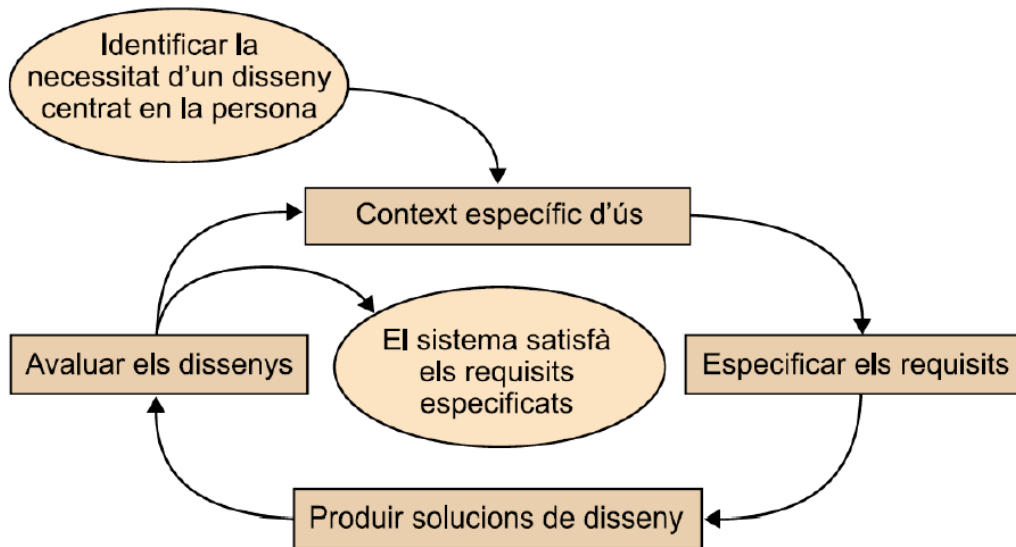 Identificar la
necessitat d'un disseny
centrat en la persona
Context específic d'ús
Avaluar els dissenys
El sistema satisfà
els requisits
especificats
Especificar els requisits
Produir solucions de disseny